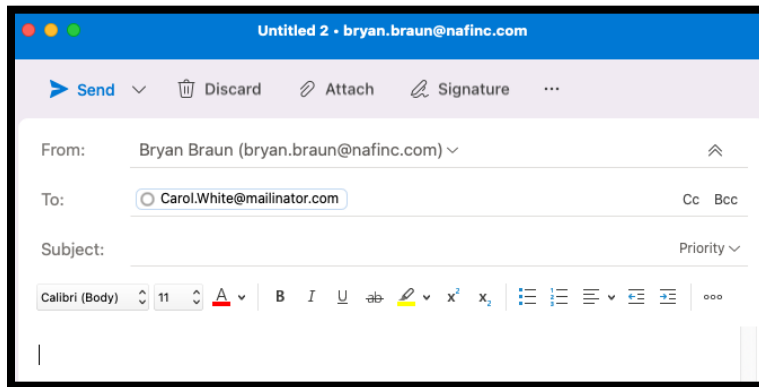 Untitled 2 • bryan.braun@nafinc.com
Send Discard Attach Signature ...
From: Bryan Braun (bryan.braun@nafinc.com)
To: Carol.White@mailinator.com Cc Bcc
Subject: Priority
Calibri (Body) 11 A B I U ab x² x₂